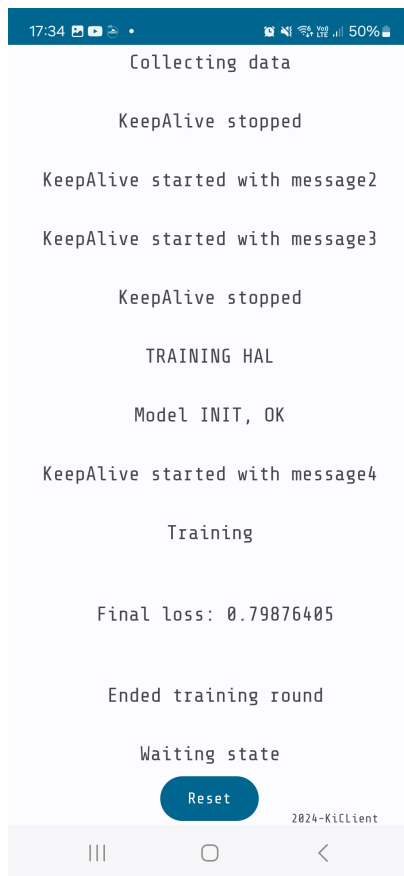 17:34 50%
Collecting data
KeepAlive stopped
KeepAlive started with message2
KeepAlive started with message3
KeepAlive stopped
TRAINING HAL
Model INIT, OK
KeepAlive started with message4
Training
Final loss: 0.79876405
Ended training round
Waiting state
Reset
2024-KiCLient